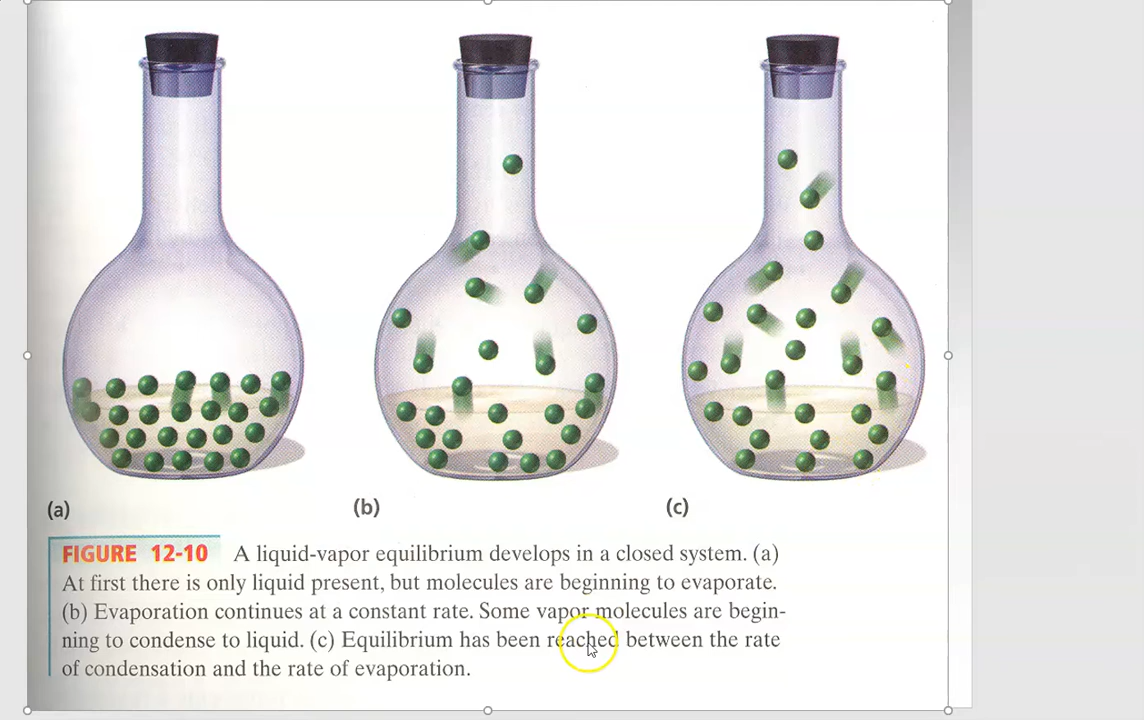 (a)
(b)
(c)
FIGURE 12-10 A liquid-vapor equilibrium develops in a closed system. (a)
At first there is only liquid present, but molecules are beginning to evaporate.
(b) Evaporation continues at a constant rate. Some vapor molecules are begin-
ning to condense to liquid. (c) Equilibrium has been reached between the rate
of condensation and the rate of evaporation.